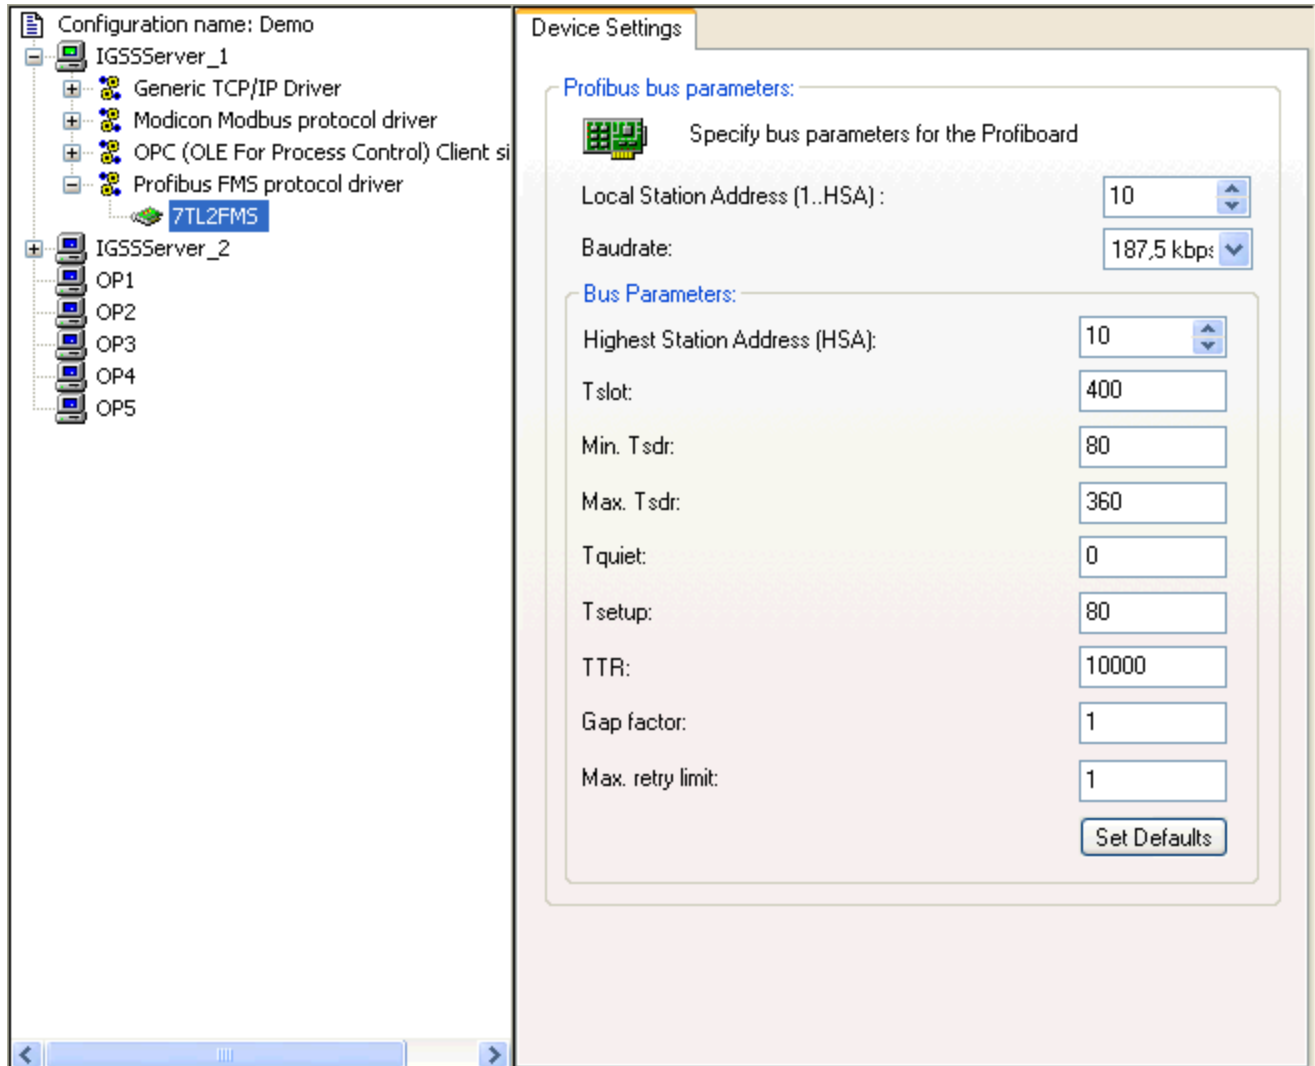 Configuration name: Demo
IGSSServer_1
Generic TCP/IP Driver
Modicon Modbus protocol driver
OPC (OLE For Process Control) Client si
Profibus FMS protocol driver
7TL2FMS
IGSSServer_2
OP1
OP2
OP3
OP4
OP5
Device Settings
Profibus bus parameters:
Specify bus parameters for the Profiboard
Local Station Address (1..HSA) : 10
Baudrate: 187,5 kbps
Bus Parameters:
Highest Station Address (HSA): 10
Tslot: 400
Min. Tsdr: 80
Max. Tsdr: 360
Tquiet: 0
Tsetup: 80
TTR: 10000
Gap factor: 1
Max. retry limit: 1
Set Defaults